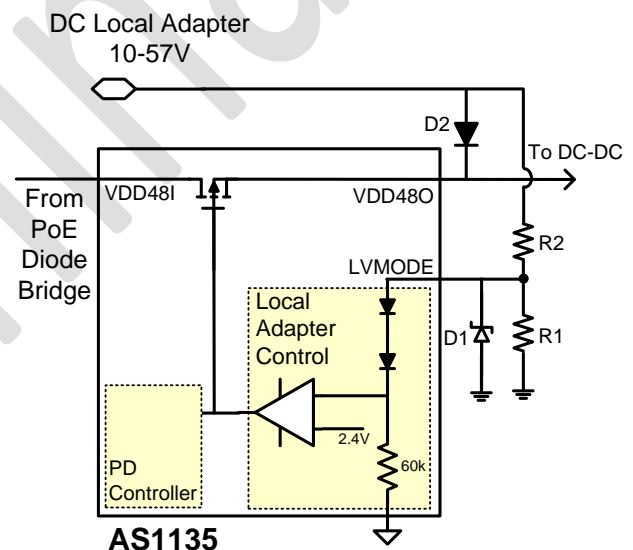 DC Local Adapter
10-57V
D2
To DC-DC
VDD48I
VDD48O
From
PoE
Diode
Bridge
R2
LVMODE
Local
Adapter
Control
D1
R1
2.4V
60k
PD
Controller
AS1135